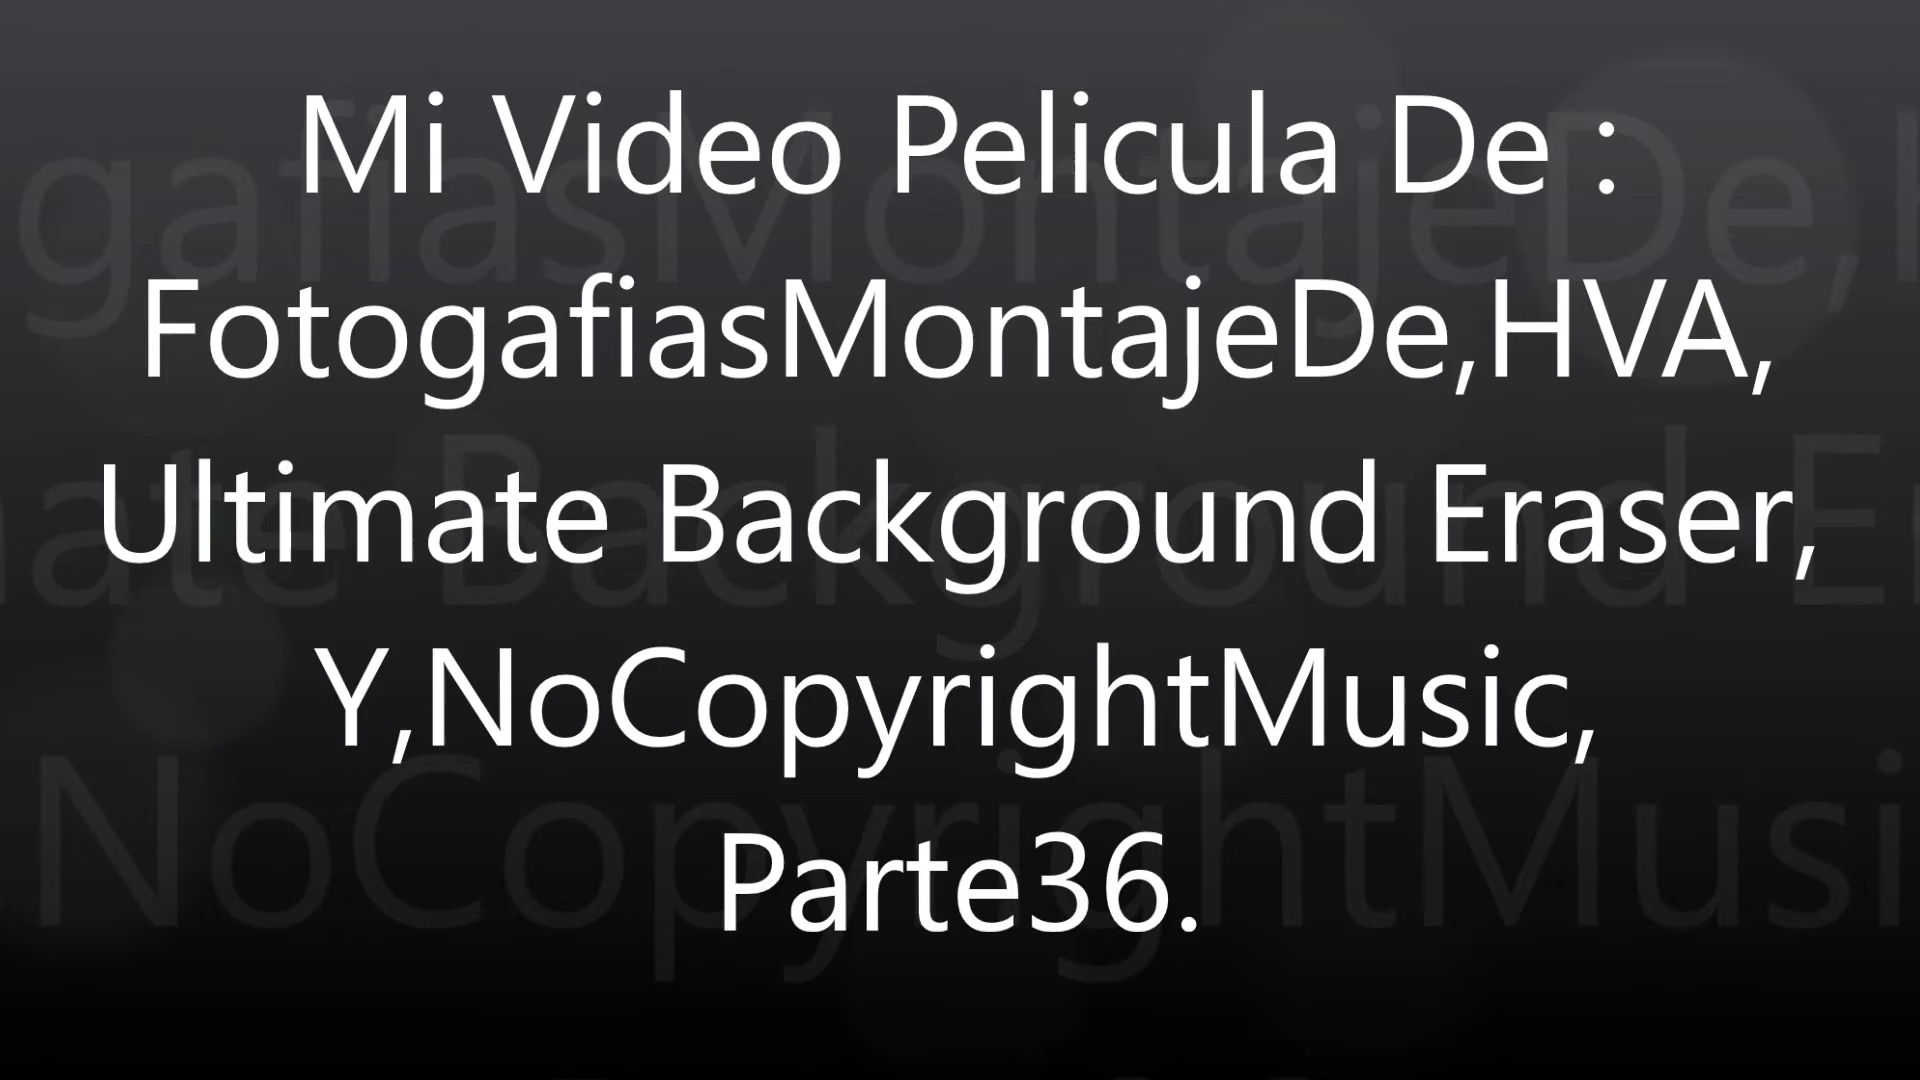 Mi Video Pelicula De :
FotogafiasMontajeDe,HVA,
Ultimate Background Eraser,
Y,NoCopyrightMusic,
Parte36.